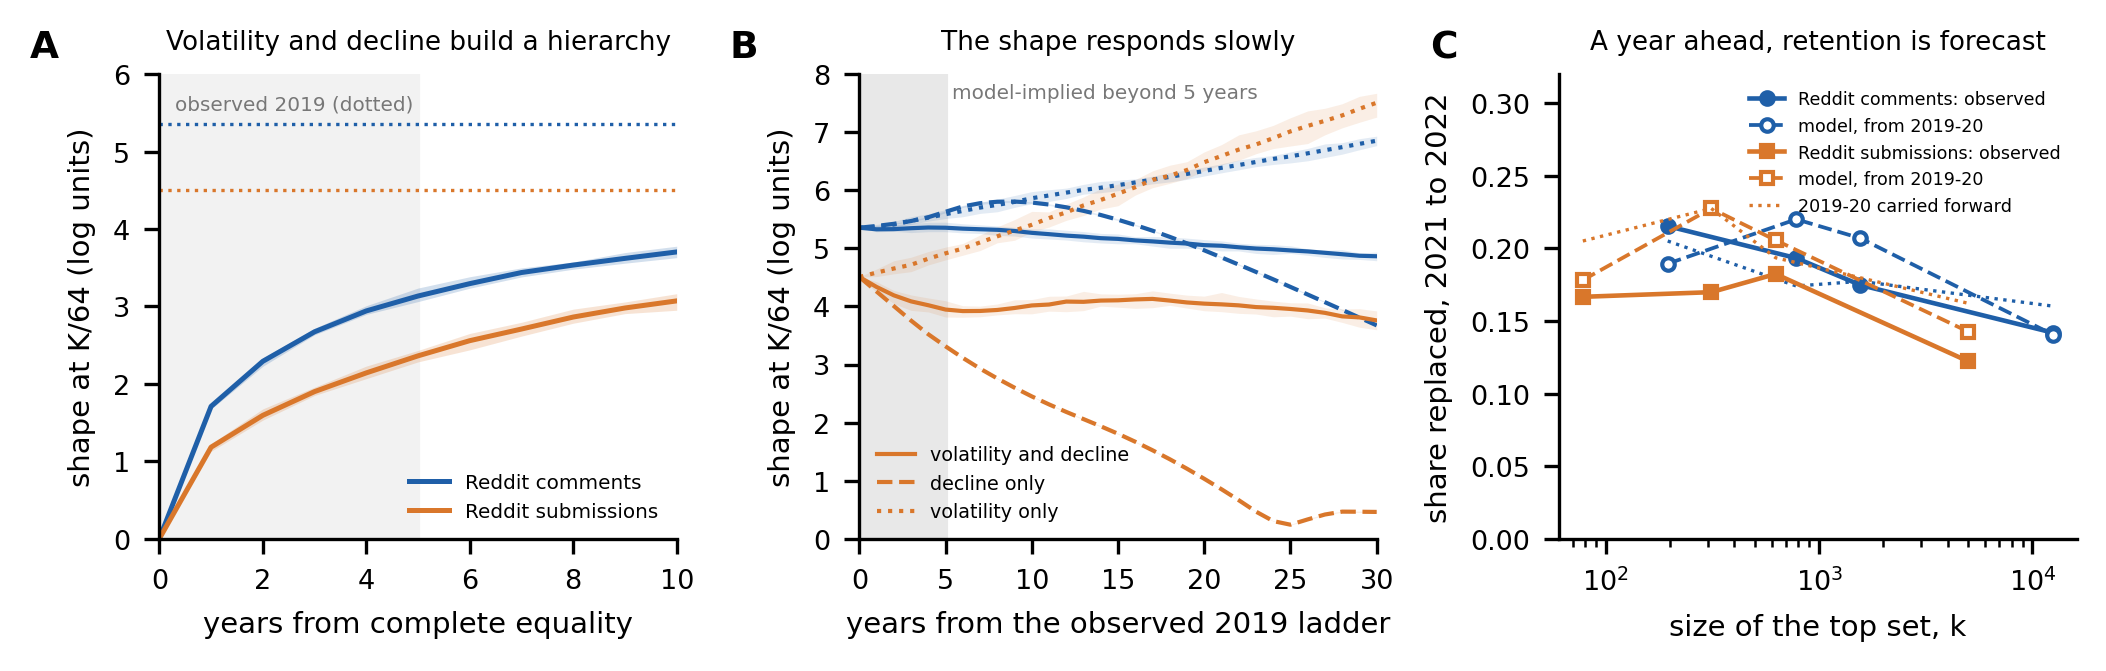 A
Volatility and decline build a hierarchy
6
5
4
3
2
1
0
shape at K/64 (log units)
observed 2019 (dotted)
Reddit comments
Reddit submissions
0 2 4 6 8 10
years from complete equality
B
The shape responds slowly
8
7
6
5
4
3
2
1
0
shape at K/64 (log units)
model-implied beyond 5 years
volatility and decline
decline only
volatility only
0 5 10 15 20 25 30
years from the observed 2019 ladder
C
A year ahead, retention is forecast
0.30
0.25
0.20
0.15
0.10
0.05
0.00
share replaced, 2021 to 2022
Reddit comments: observed
model, from 2019-20
Reddit submissions: observed
model, from 2019-20
2019-20 carried forward
10² 10³ 10⁴
size of the top set, k